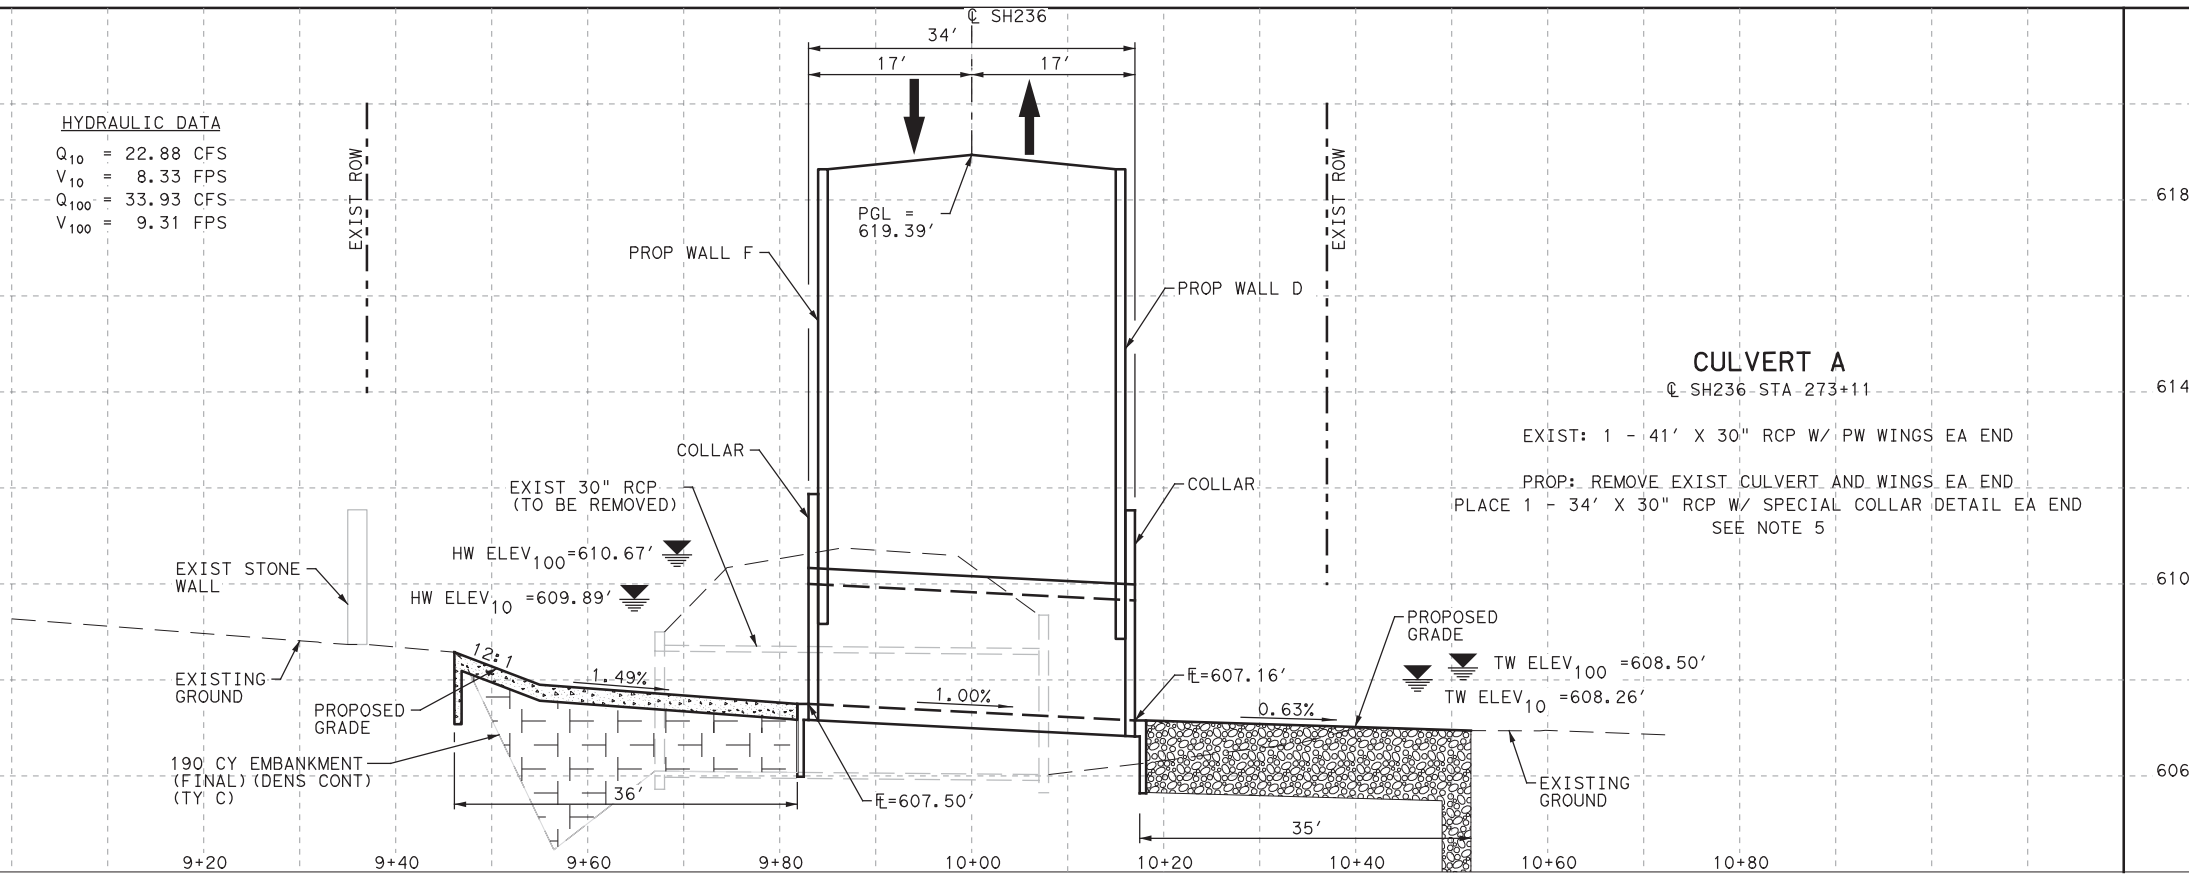 ℄ SH236
34′
17′ 17′
HYDRAULIC DATA
Q10 = 22.88 CFS
V10 = 8.33 FPS
Q100 = 33.93 CFS
V100 = 9.31 FPS
EXIST ROW
EXIST ROW
PGL =
619.39′
PROP WALL F
PROP WALL D
618
CULVERT A
℄ SH236 STA 273+11
614
EXIST: 1 - 41′ X 30" RCP W/ PW WINGS EA END
PROP: REMOVE EXIST CULVERT AND WINGS EA END
PLACE 1 - 34′ X 30" RCP W/ SPECIAL COLLAR DETAIL EA END
SEE NOTE 5
COLLAR
COLLAR
EXIST 30" RCP
(TO BE REMOVED)
HW ELEV100=610.67′
HW ELEV10 =609.89′
EXIST STONE
WALL
610
PROPOSED
GRADE
TW ELEV100 =608.50′
TW ELEV10 =608.26′
12:1
1.49%
1.00%
FL=607.16′
0.63%
EXISTING
GROUND
PROPOSED
GRADE
190 CY EMBANKMENT
(FINAL)(DENS CONT)
(TY C)
36′
FL=607.50′
606
EXISTING
GROUND
35′
9+20 9+40 9+60 9+80 10+00 10+20 10+40 10+60 10+80